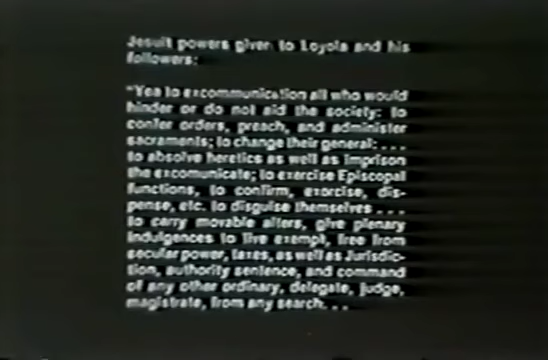 Jesuit powers given to Loyola and his
followers:
"Yea to excommunication all who would
hinder or do not aid the society: to
confer orders, preach, and administer
sacraments; to change their general: . . .
to absolve heretics as well as imprison
the excomunicate; to exercise Episcopal
functions, to confirm, exorcise, dis-
pense, etc. to disguise themselves . . .
to carry movable alters, give plenary
indulgences to live exempt, free from
secular power, taxes, as well as Jurisdic-
tion, authority sentence, and command
of any other ordinary, delegate, judge,
magistrate, from any search. . .